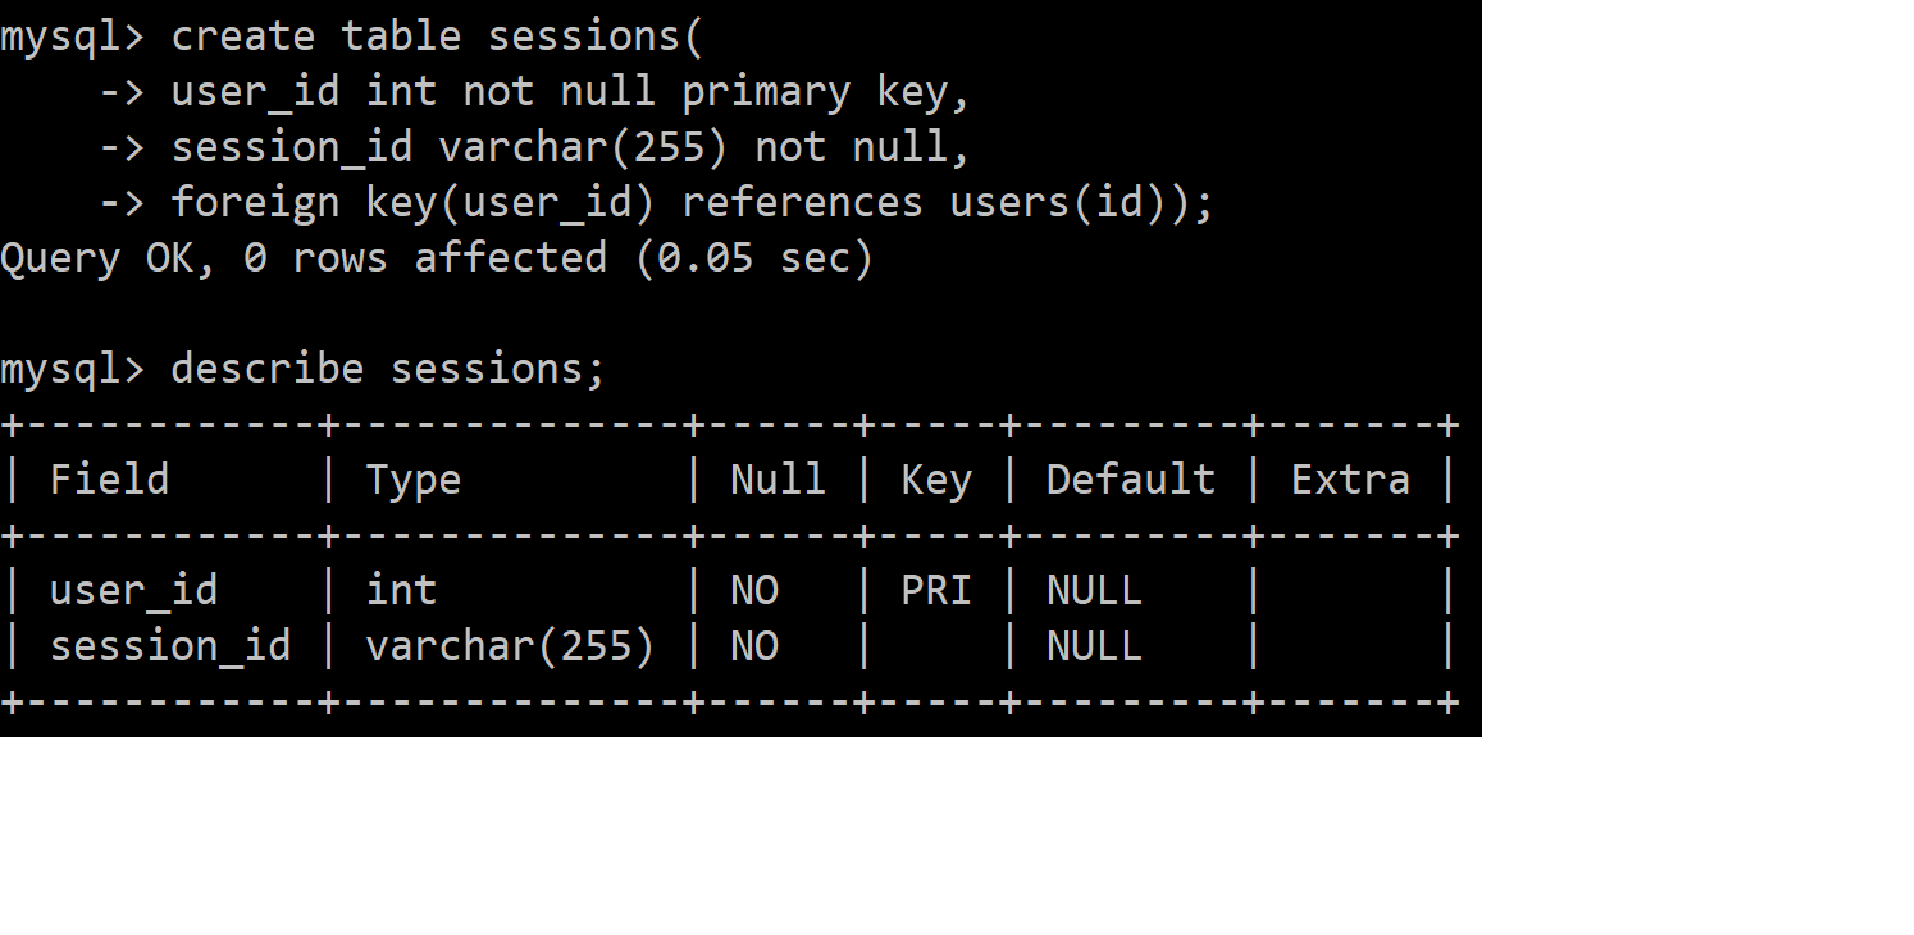 mysql> create table sessions(
    -> user_id int not null primary key,
    -> session_id varchar(255) not null,
    -> foreign key(user_id) references users(id));
Query OK, 0 rows affected (0.05 sec)

mysql> describe sessions;
+------------+--------------+------+-----+---------+-------+
| Field      | Type         | Null | Key | Default | Extra |
+------------+--------------+------+-----+---------+-------+
| user_id    | int          | NO   | PRI | NULL    |       |
| session_id | varchar(255) | NO   |     | NULL    |       |
+------------+--------------+------+-----+---------+-------+